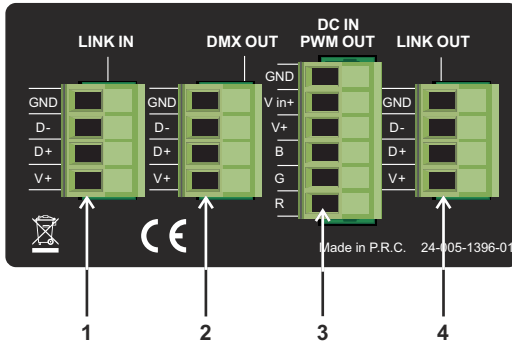 LINK IN
DMX OUT
DC IN
PWM OUT
LINK OUT
GND
D-
D+
V+
GND
D-
D+
V+
GND
V in+
V+
B
G
R
GND
D-
D+
V+
CE
Made in P.R.C. 24-005-1396-01
1
2
3
4